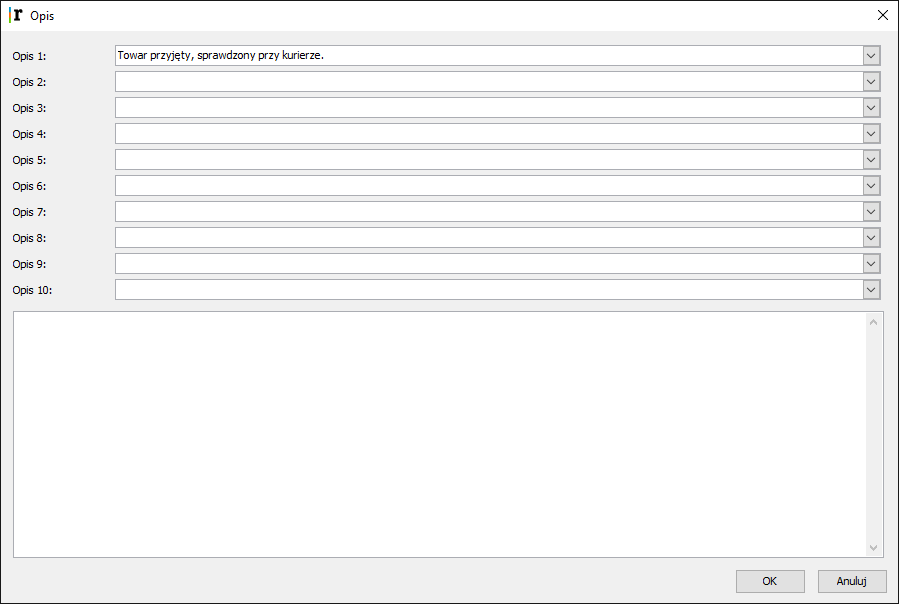 r Opis
Opis 1: Towar przyjęty, sprawdzony przy kurierze.
Opis 2:
Opis 3:
Opis 4:
Opis 5:
Opis 6:
Opis 7:
Opis 8:
Opis 9:
Opis 10:
OK Anuluj